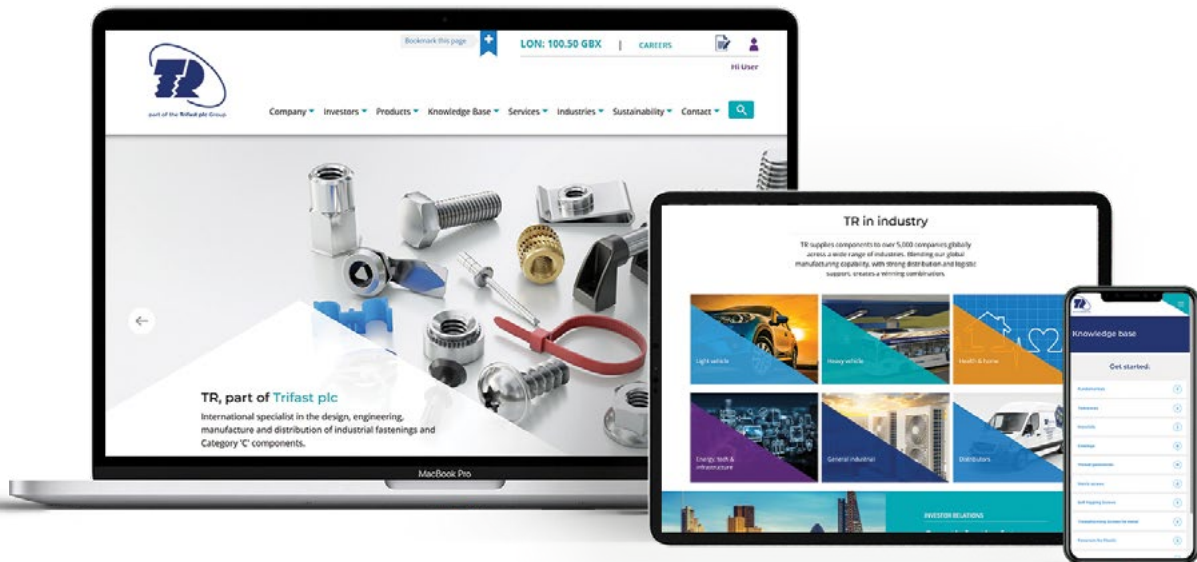 Bookmark this page
LON: 100.50 GBX | CAREERS
Hi User
TR
part of the Trifast plc Group
Company Investors Products Knowledge Base Services Industries Sustainability Contact
TR, part of Trifast plc
International specialist in the design, engineering,
manufacture and distribution of industrial fastenings and
Category 'C' components.
MacBook Pro
TR in industry
TR supplies components to over 5,000 companies globally
across a wide range of industries. Blending our global
manufacturing capability, with strong distribution and logistic
support, creates a winning combination.
Light vehicle
Heavy vehicle
Health & home
Energy, tech &
infrastructure
General industrial
Distributors
INVESTOR RELATIONS
TR
Knowledge base
Get started: